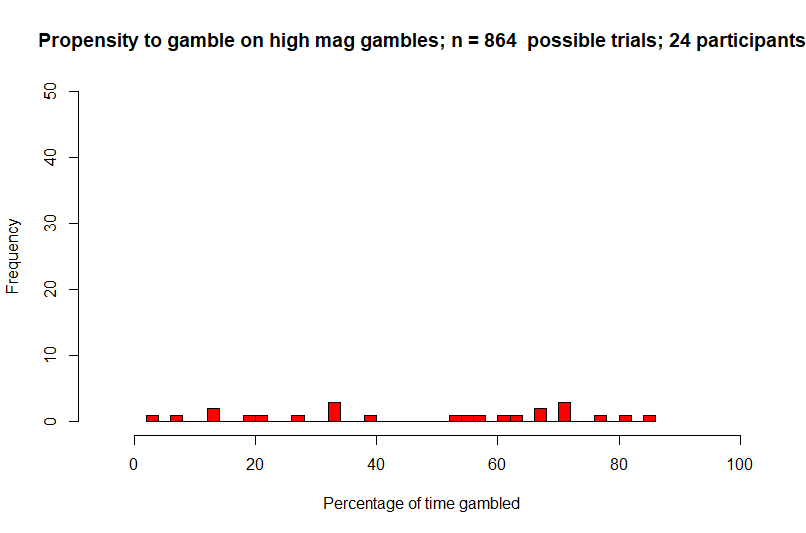 Propensity to gamble on high mag gambles; n = 864  possible trials; 24 participants
50
40
30
20
10
0
Frequency
0 20 40 60 80 100
Percentage of time gambled